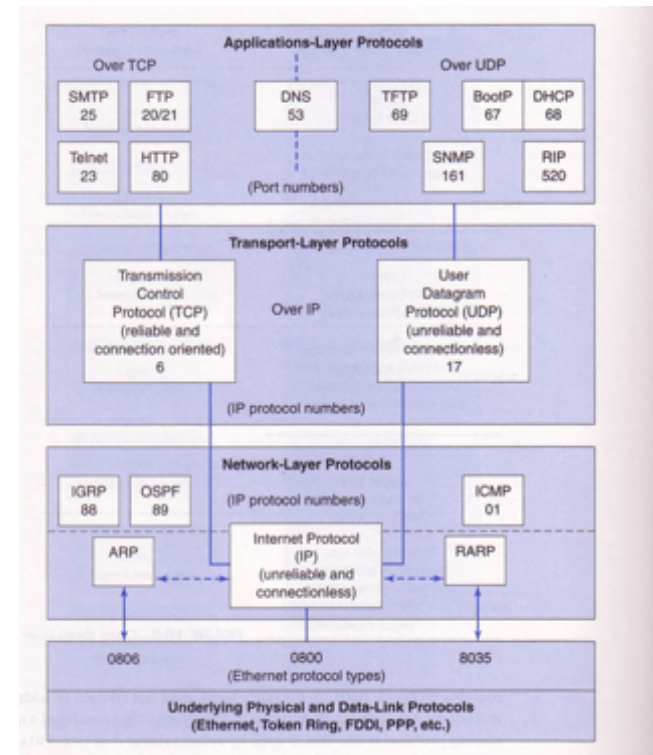 Applications-Layer Protocols
Over TCP
Over UDP
SMTP
25
FTP
20/21
DNS
53
TFTP
69
BootP
67
DHCP
68
Telnet
23
HTTP
80
SNMP
161
RIP
520
(Port numbers)
Transport-Layer Protocols
Transmission
Control
Protocol (TCP)
(reliable and
connection oriented)
6
Over IP
User
Datagram
Protocol (UDP)
(unreliable and
connectionless)
17
(IP protocol numbers)
Network-Layer Protocols
IGRP
88
OSPF
89
(IP protocol numbers)
ICMP
01
ARP
Internet Protocol
(IP)
(unreliable and
connectionless)
RARP
0806
0800
8035
(Ethernet protocol types)
Underlying Physical and Data-Link Protocols
(Ethernet, Token Ring, FDDI, PPP, etc.)